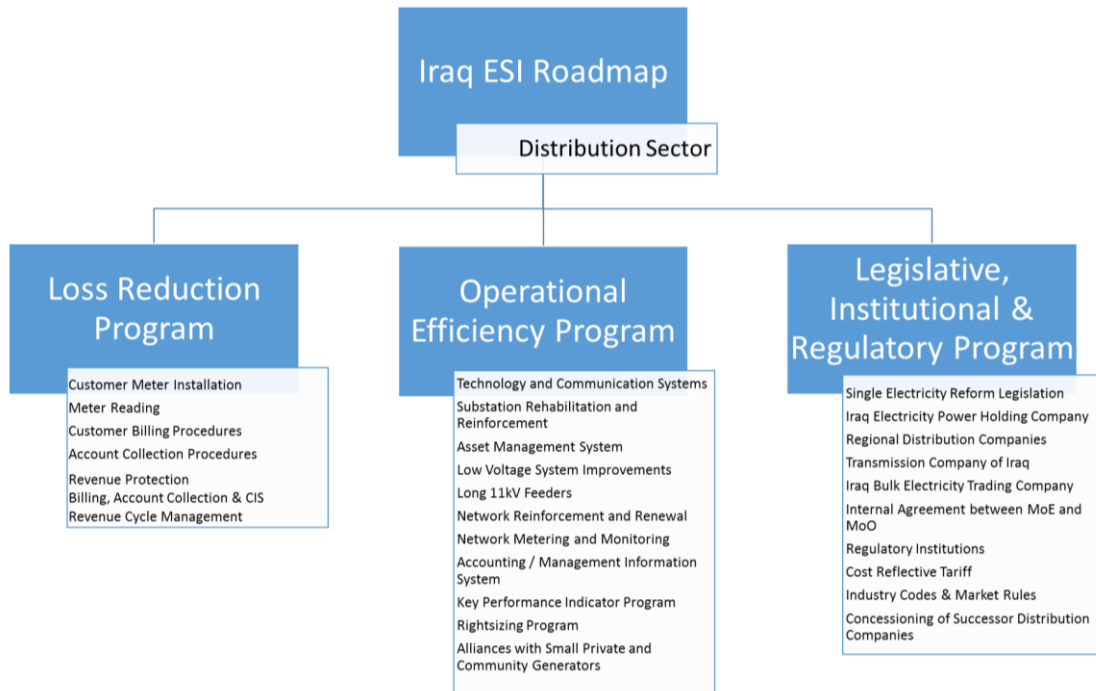 Iraq ESI Roadmap
Distribution Sector
Loss Reduction
Program
Customer Meter Installation
Meter Reading
Customer Billing Procedures
Account Collection Procedures
Revenue Protection
Billing, Account Collection & CIS
Revenue Cycle Management
Operational
Efficiency Program
Technology and Communication Systems
Substation Rehabilitation and
Reinforcement
Asset Management System
Low Voltage System Improvements
Long 11kV Feeders
Network Reinforcement and Renewal
Network Metering and Monitoring
Accounting / Management Information
System
Key Performance Indicator Program
Rightsizing Program
Alliances with Small Private and
Community Generators
Legislative,
Institutional &
Regulatory Program
Single Electricity Reform Legislation
Iraq Electricity Power Holding Company
Regional Distribution Companies
Transmission Company of Iraq
Iraq Bulk Electricity Trading Company
Internal Agreement between MoE and
MoO
Regulatory Institutions
Cost Reflective Tariff
Industry Codes & Market Rules
Concessioning of Successor Distribution
Companies